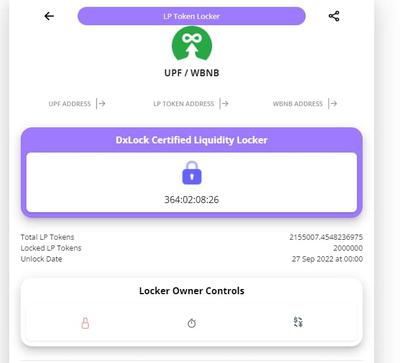 LP Token Locker
UPF / WBNB
UPF ADDRESS LP TOKEN ADDRESS WBNB ADDRESS
DxLock Certified Liquidity Locker
364:02:08:26
Total LP Tokens 2155007.4548236975
Locked LP Tokens 2000000
Unlock Date 27 Sep 2022 at 00:00
Locker Owner Controls